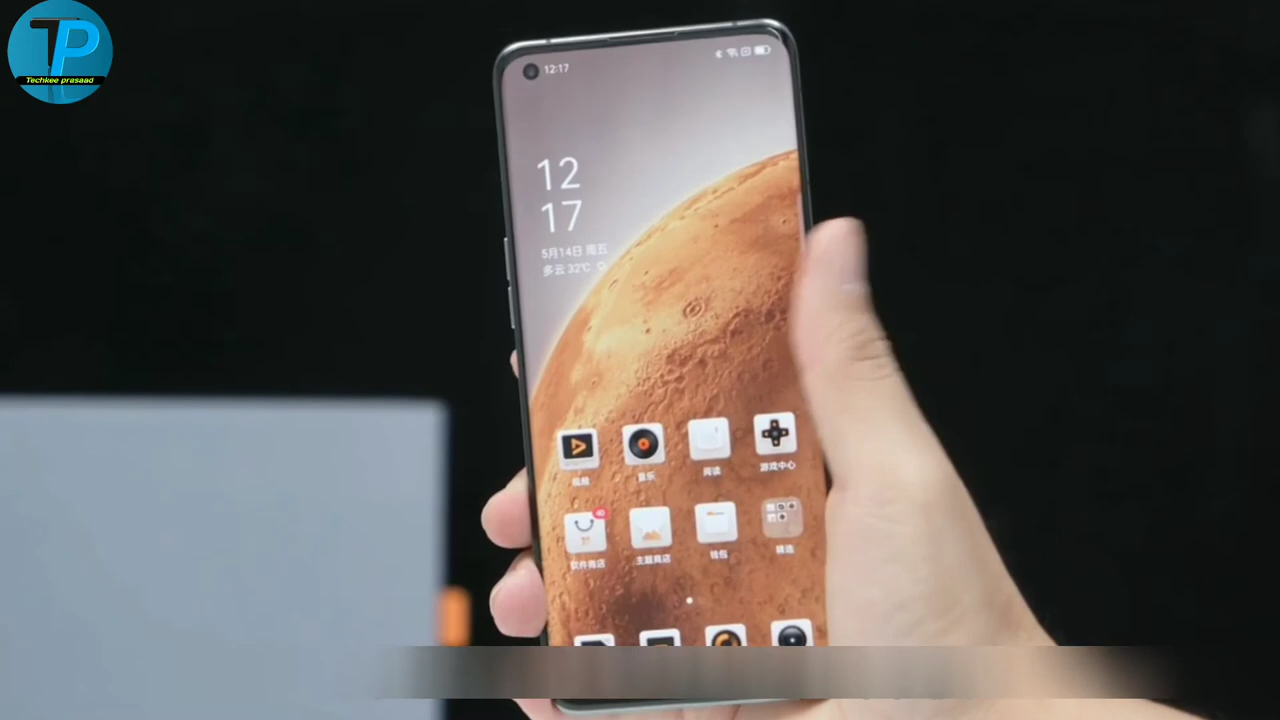 TP
Techkee prasaad
12:17
12
17
5月14日 周五
多云 32℃
视频
音乐
阅读
游戏中心
40
软件商店
主题商店
钱包
精选